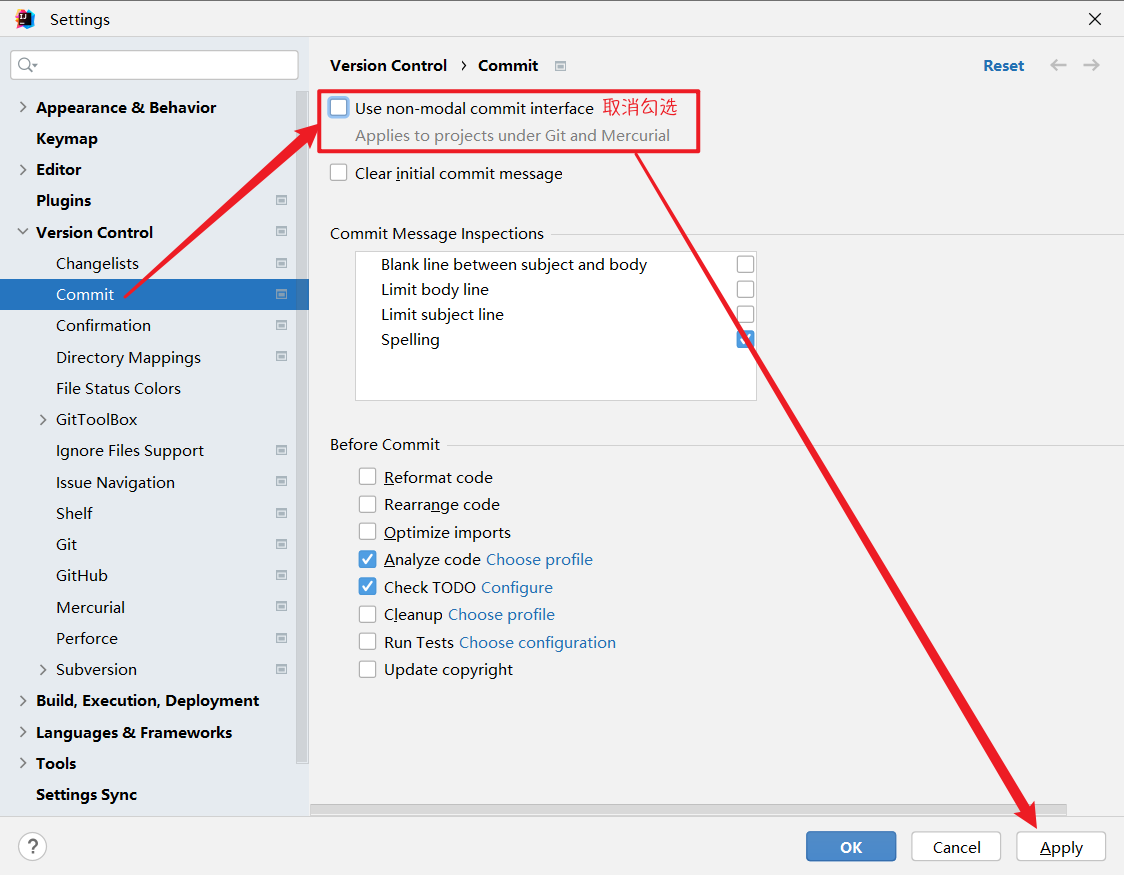 Settings
Appearance & Behavior
Keymap
Editor
Plugins
Version Control
Changelists
Commit
Confirmation
Directory Mappings
File Status Colors
GitToolBox
Ignore Files Support
Issue Navigation
Shelf
Git
GitHub
Mercurial
Perforce
Subversion
Build, Execution, Deployment
Languages & Frameworks
Tools
Settings Sync
Version Control › Commit
Reset
Use non-modal commit interface 取消勾选
Applies to projects under Git and Mercurial
Clear initial commit message
Commit Message Inspections
Blank line between subject and body
Limit body line
Limit subject line
Spelling
Before Commit
Reformat code
Rearrange code
Optimize imports
Analyze code Choose profile
Check TODO Configure
Cleanup Choose profile
Run Tests Choose configuration
Update copyright
?
OK
Cancel
Apply